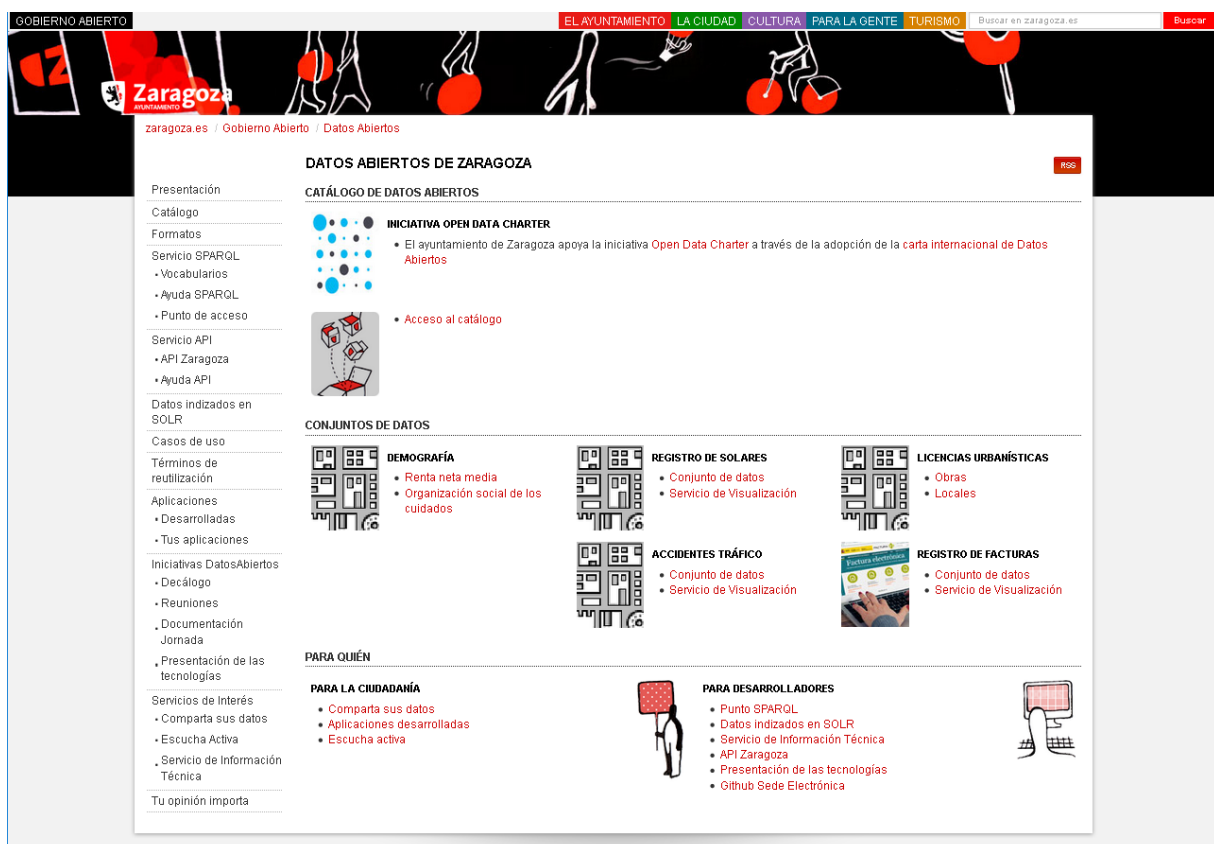 GOBIERNO ABIERTO
EL AYUNTAMIENTO LA CIUDAD CULTURA PARA LA GENTE TURISMO Buscar en zaragoza.es Buscar
Zaragoza
AYUNTAMIENTO
zaragoza.es / Gobierno Abierto / Datos Abiertos
DATOS ABIERTOS DE ZARAGOZA
RSS
Presentación
Catálogo
Formatos
Servicio SPARQL
• Vocabularios
• Ayuda SPARQL
• Punto de acceso
Servicio API
• API Zaragoza
• Ayuda API
Datos indizados en
SOLR
Casos de uso
Términos de
reutilización
Aplicaciones
• Desarrolladas
• Tus aplicaciones
Iniciativas DatosAbiertos
• Decálogo
• Reuniones
• Documentación
Jornada
• Presentación de las
tecnologías
Servicios de Interés
• Comparta sus datos
• Escucha Activa
• Servicio de Información
Técnica
Tu opinión importa
CATÁLOGO DE DATOS ABIERTOS
INICIATIVA OPEN DATA CHARTER
• El ayuntamiento de Zaragoza apoya la iniciativa Open Data Charter a través de la adopción de la carta internacional de Datos
Abiertos
• Acceso al catálogo
CONJUNTOS DE DATOS
DEMOGRAFÍA
• Renta neta media
• Organización social de los
cuidados
REGISTRO DE SOLARES
• Conjunto de datos
• Servicio de Visualización
LICENCIAS URBANÍSTICAS
• Obras
• Locales
ACCIDENTES TRÁFICO
• Conjunto de datos
• Servicio de Visualización
Factura electrónica
REGISTRO DE FACTURAS
• Conjunto de datos
• Servicio de Visualización
PARA QUIÉN
PARA LA CIUDADANÍA
• Comparta sus datos
• Aplicaciones desarrolladas
• Escucha activa
PARA DESARROLLADORES
• Punto SPARQL
• Datos indizados en SOLR
• Servicio de Información Técnica
• API Zaragoza
• Presentación de las tecnologías
• Github Sede Electrónica